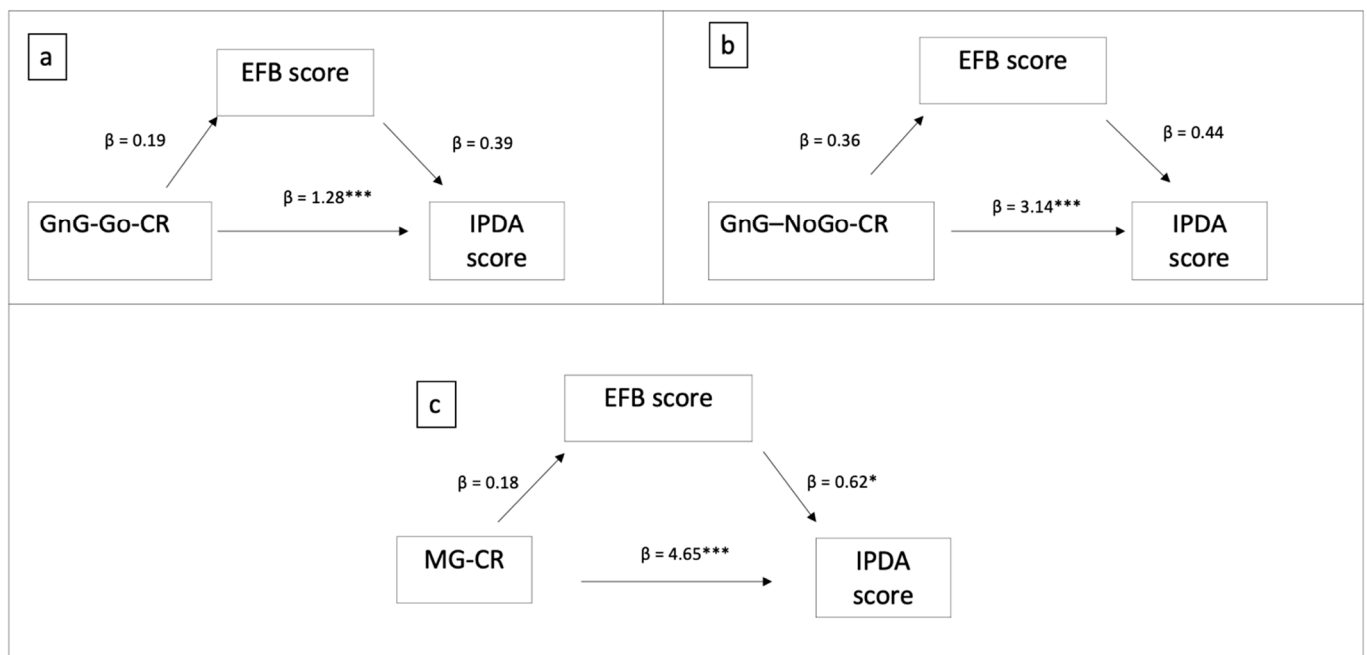 a
EFB score
β = 0.19
β = 0.39
β = 1.28***
GnG-Go-CR
IPDA
score
b
EFB score
β = 0.36
β = 0.44
β = 3.14***
GnG–NoGo-CR
IPDA
score
c
EFB score
β = 0.18
β = 0.62*
β = 4.65***
MG-CR
IPDA
score